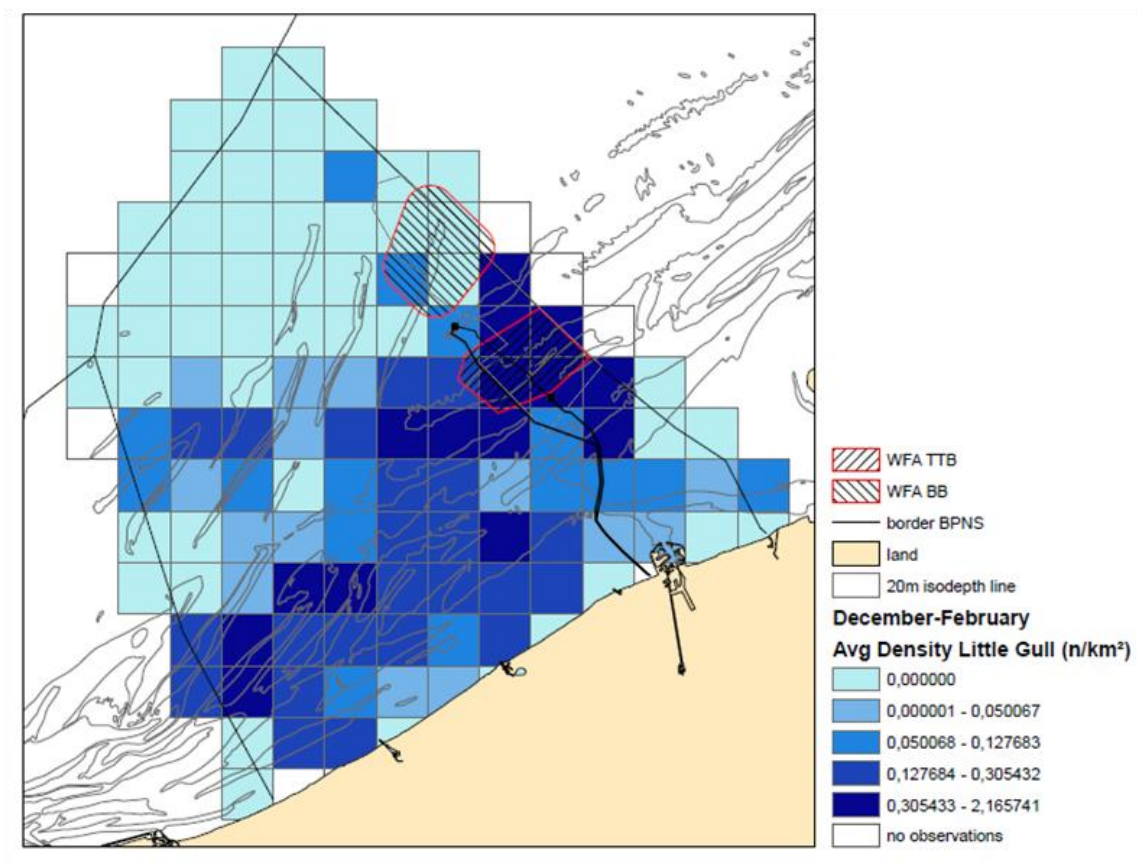 WFA TTB
WFA BB
border BPNS
land
20m isodepth line
December-February
Avg Density Little Gull (n/km²)
0,000000
0,000001 - 0,050067
0,050068 - 0,127683
0,127684 - 0,305432
0,305433 - 2,165741
no observations